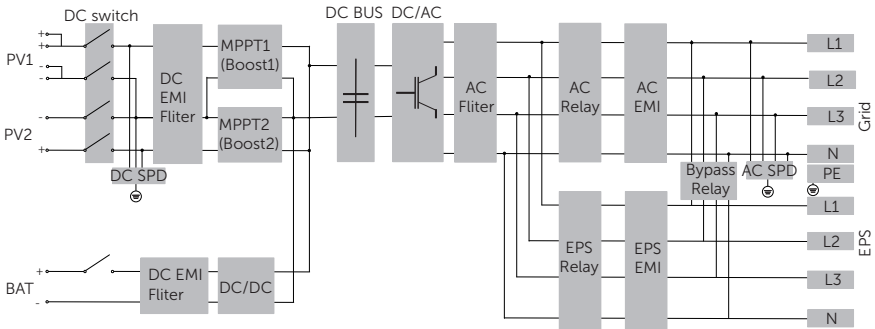 DC switch
DC BUS
DC/AC
PV1
+
+
-
-
PV2
-
+
DC
EMI
Fliter
MPPT1
(Boost1)
MPPT2
(Boost2)
DC SPD
AC
Fliter
AC
Relay
AC
EMI
Bypass
Relay
AC SPD
L1
L2
L3
N
PE
Grid
EPS
Relay
EPS
EMI
L1
L2
L3
N
EPS
BAT
+
-
DC EMI
Fliter
DC/DC